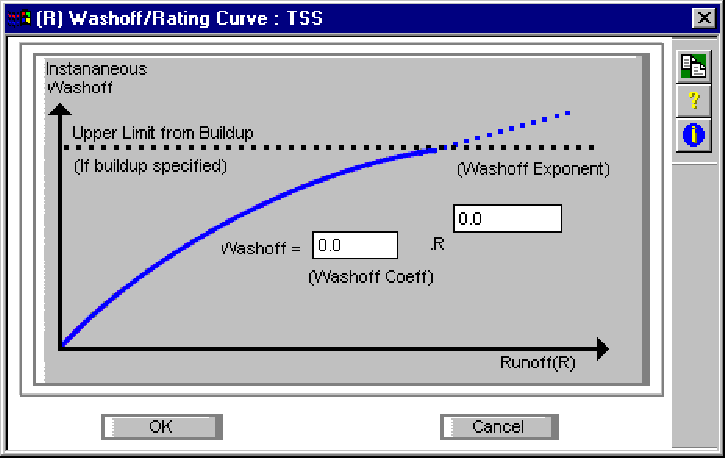 (R) Washoff/Rating Curve : TSS
Instananeous
Washoff
Upper Limit from Buildup
(If buildup specified)
(Washoff Exponent)
0.0
Washoff = 0.0 .R
(Washoff Coeff)
Runoff(R)
OK Cancel
?
i